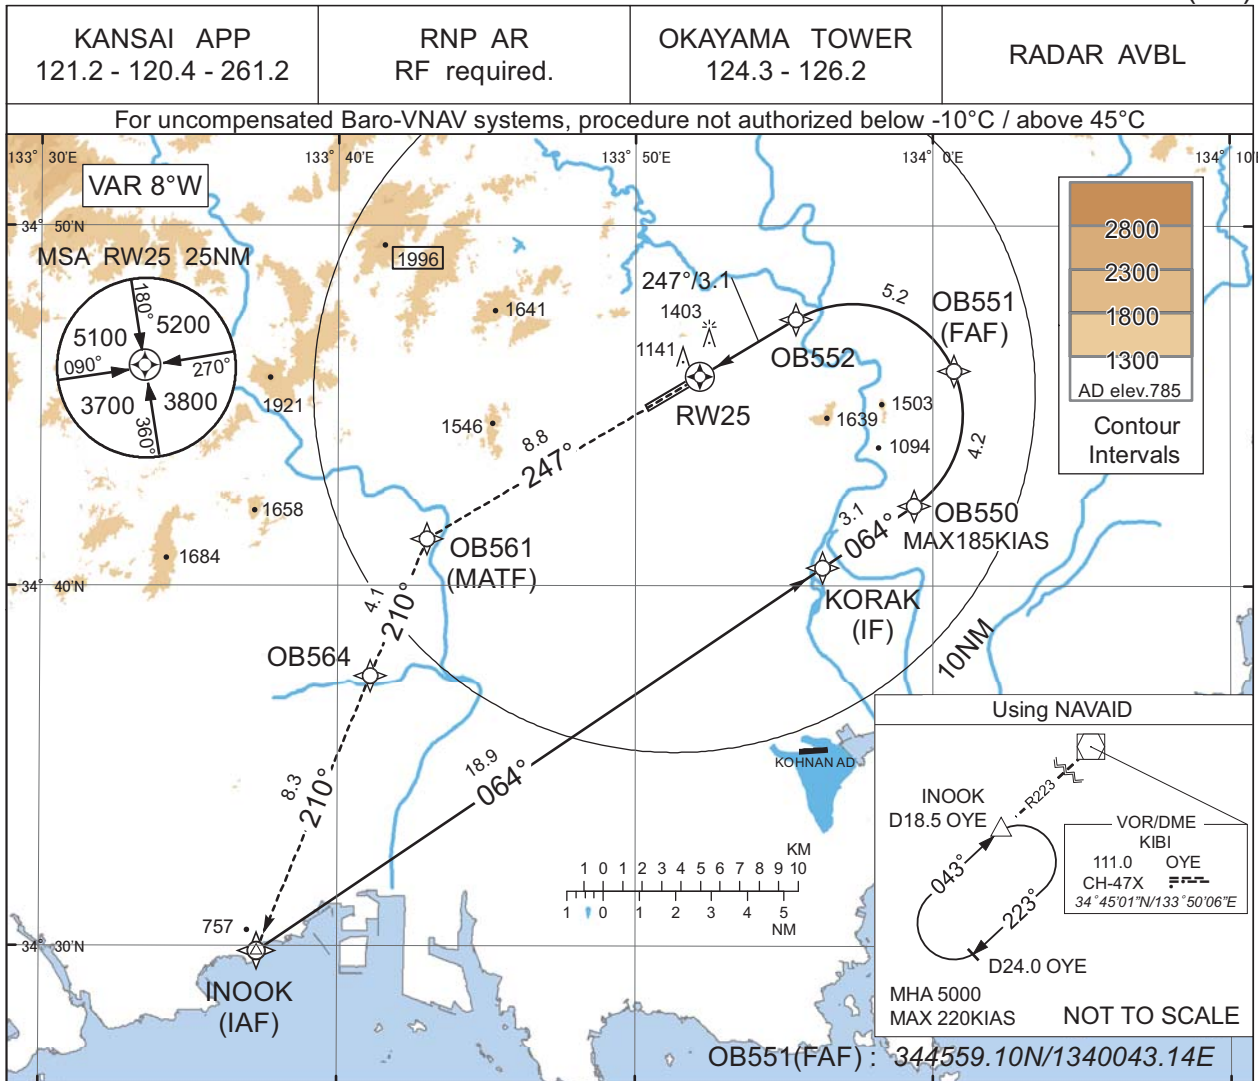 KANSAI APP
121.2 - 120.4 - 261.2
RNP AR
RF required.
OKAYAMA TOWER
124.3 - 126.2
RADAR AVBL
For uncompensated Baro-VNAV systems, procedure not authorized below -10°C / above 45°C
133° 30'E
133° 40'E
133° 50'E
134° 0'E
134° 10'
VAR 8°W
34° 50'N
MSA RW25 25NM
180°
5100
5200
090°
270°
3700
3800
360°
1996
1641
1921
1546
1658
1684
247°/3.1
1403
1141
5.2
OB551
(FAF)
OB552
RW25
1639
1503
1094
4.2
8.8
247°
OB561
(MATF)
3.1
064°
OB550
MAX185KIAS
34° 40'N
KORAK
(IF)
4.1
210°
OB564
10NM
2800
2300
1800
1300
AD elev.785
Contour
Intervals
8.3
210°
18.9
064°
KOHNAN AD
757
34° 30'N
INOOK
(IAF)
KM
1 0 1 2 3 4 5 6 7 8 9 10
1 0 1 2 3 4 5
NM
Using NAVAID
R223
INOOK
D18.5 OYE
043°
223°
D24.0 OYE
VOR/DME
KIBI
111.0 OYE
CH-47X
34°45'01"N/133°50'06"E
MHA 5000
MAX 220KIAS
NOT TO SCALE
OB551(FAF) : 344559.10N/1340043.14E